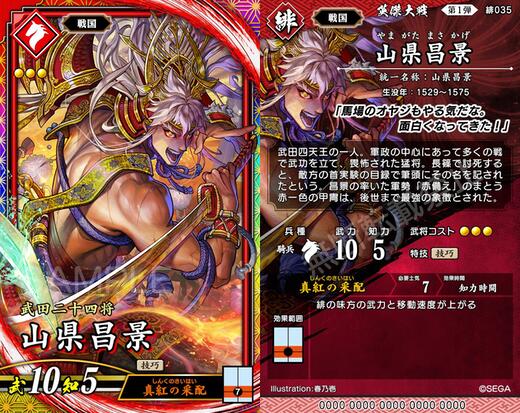 戦国
SAMPLE
武田二十四将
山県昌景
技巧
武10知5
しんくのさいはい
真紅の采配
7
緋
戦国
英傑大戦
第1弾
緋035
やま がた まさ かげ
山県昌景
統一名称：山県昌景
生没年：1529～1575
「馬場のオヤジもやる気だな。
面白くなってきた！」
武田四天王の一人。軍政の中心にあって多くの戦
で武功を立て、畏怖された猛将。長篠で討死する
と、敵方の首実験の目録で筆頭にその名を記され
たという。昌景の率いた軍勢「赤備え」のまとう
赤一色の甲冑は、後世まで最強の象徴とされた。
兵種 武力 知力 武将コスト
騎兵 10 5 特技 技巧
しんくのさいはい 必要士気 効果時間
真紅の采配 7 知力時間
緋の味方の武力と移動速度が上がる
効果範囲
Illustration:春乃壱
©SEGA
0000 0000 0000 0000 0000